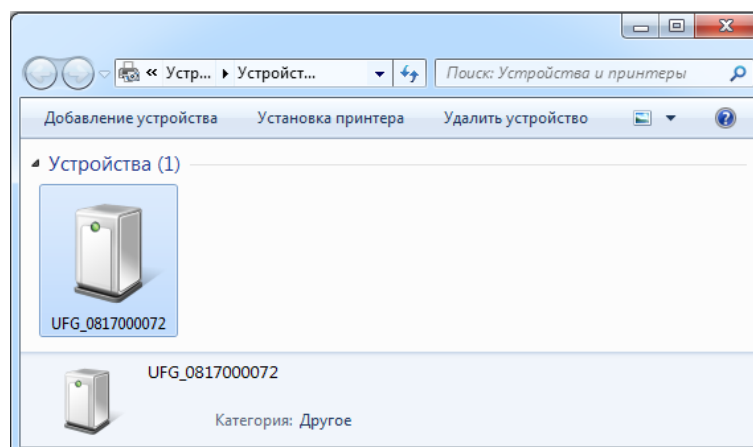 « Устр... Устройст... Поиск: Устройства и принтеры
Добавление устройства Установка принтера Удалить устройство
Устройства (1)
UFG_0817000072
UFG_0817000072
Категория: Другое